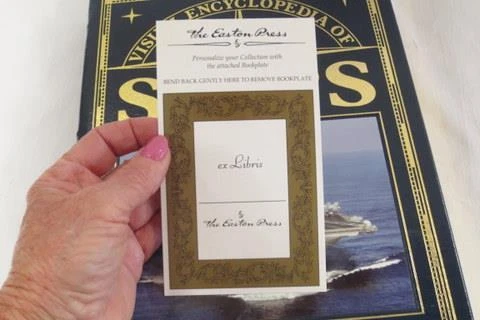 VISUAL ENCYCLOPEDIA OF
The Easton Press
Personalize your Collection with
the attached Bookplate
BEND BACK GENTLY HERE TO REMOVE BOOKPLATE
ex Libris
The Easton Press